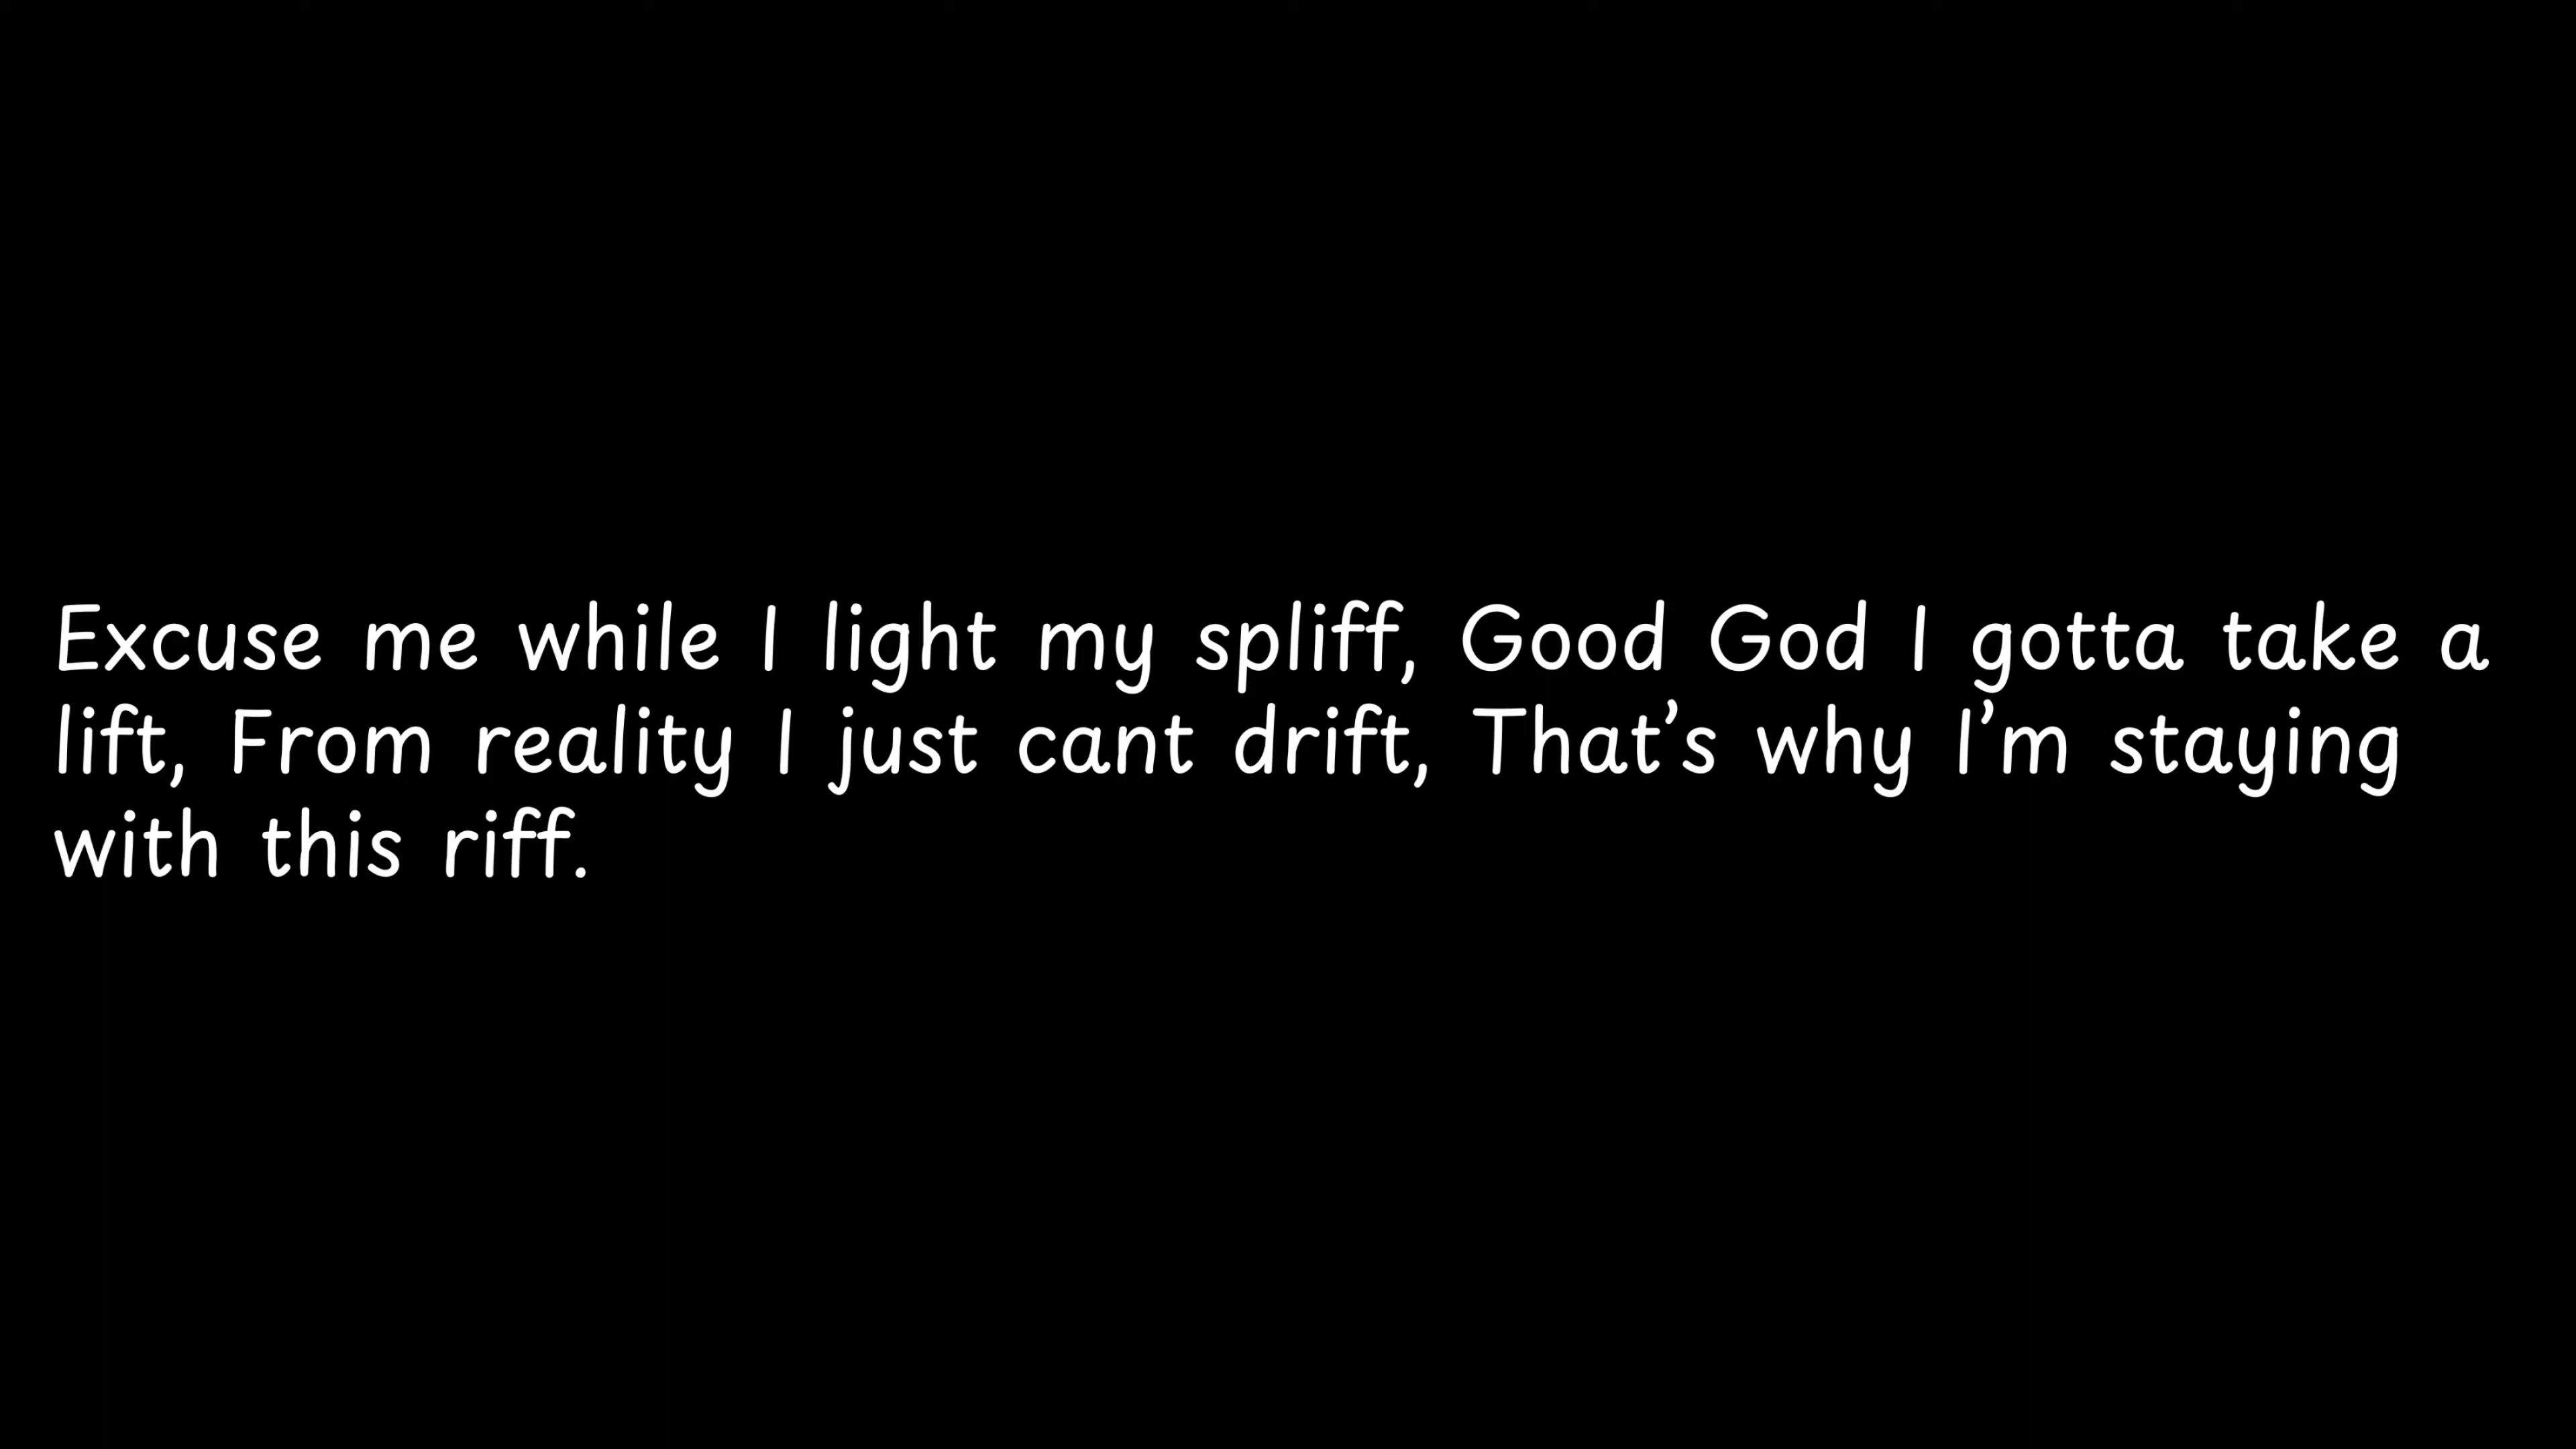 Excuse me while I light my spliff, Good God I gotta take a
lift, From reality I just cant drift, That’s why I’m staying
with this riff.